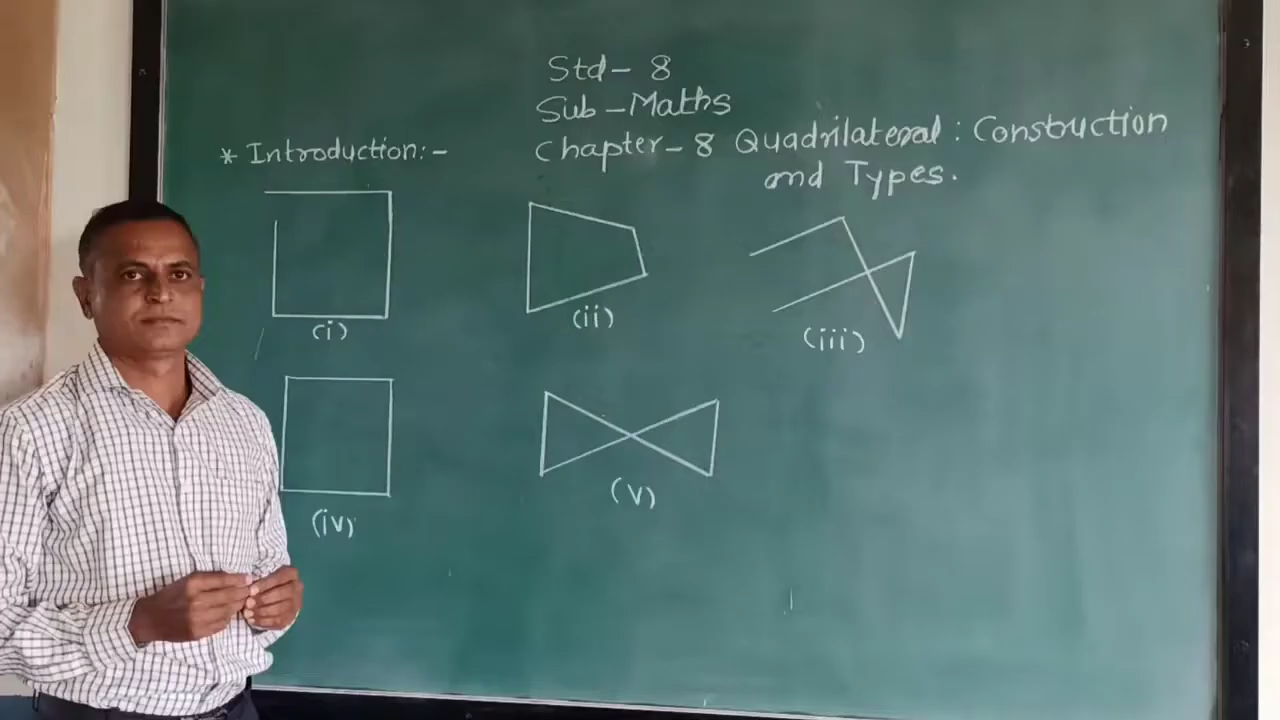 Std- 8
Sub-Maths
Chapter-8 Quadrilateral : Construction
and Types.
* Introduction:-
(i)
(ii)
(iii)
(iv)
(v)